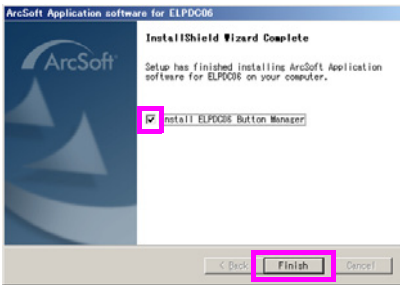 ArcSoft Application software for ELPDC06
InstallShield Wizard Complete
ArcSoft
Setup has finished installing ArcSoft Application
software for ELPDC06 on your computer.
nstall ELPDC06 Button Manager
< Back Finish Cancel